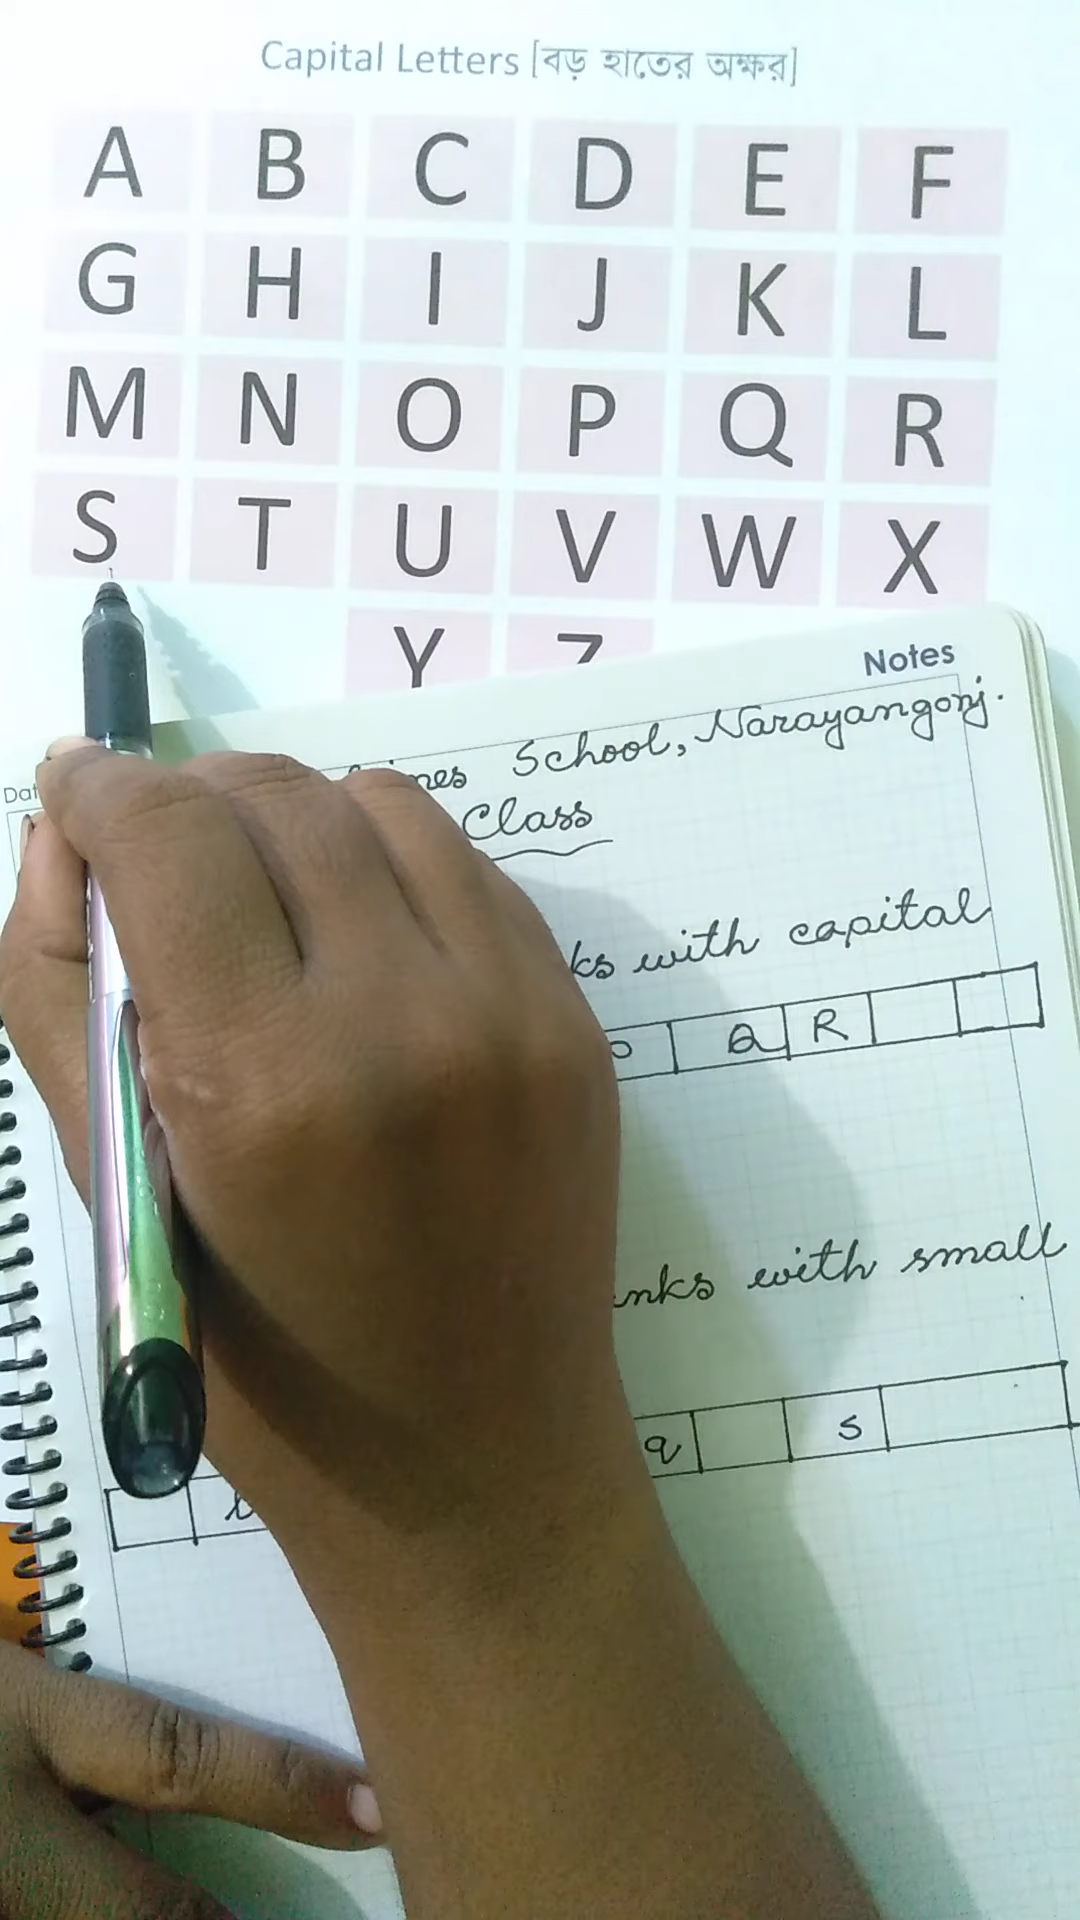 Capital Letters [বড় হাতের অক্ষর]
A B C D E F
G H I J K L
M N O P Q R
S T U V W X
Y Z
Notes
School, Narayangonj.
Class
with capital
Q R
with small
q s